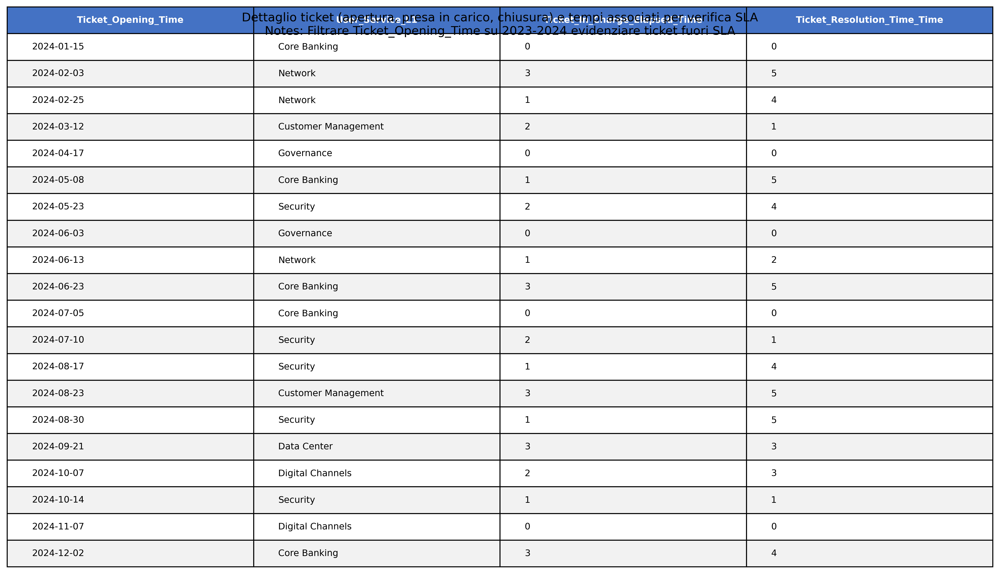 Dettaglio ticket (apertura, presa in carico, chiusura) e tempi associati per verifica SLA
Notes: Filtrare Ticket_Opening_Time su 2023-2024 evidenziare ticket fuori SLA
Ticket_Opening_Time User_Service_L1 Ticket_In_Charge_Elapsed_Time Ticket_Resolution_Time_Time
2024-01-15 Core Banking 0 0
2024-02-03 Network 3 5
2024-02-25 Network 1 4
2024-03-12 Customer Management 2 1
2024-04-17 Governance 0 0
2024-05-08 Core Banking 1 5
2024-05-23 Security 2 4
2024-06-03 Governance 0 0
2024-06-13 Network 1 2
2024-06-23 Core Banking 3 5
2024-07-05 Core Banking 0 0
2024-07-10 Security 2 1
2024-08-17 Security 1 4
2024-08-23 Customer Management 3 5
2024-08-30 Security 1 5
2024-09-21 Data Center 3 3
2024-10-07 Digital Channels 2 3
2024-10-14 Security 1 1
2024-11-07 Digital Channels 0 0
2024-12-02 Core Banking 3 4